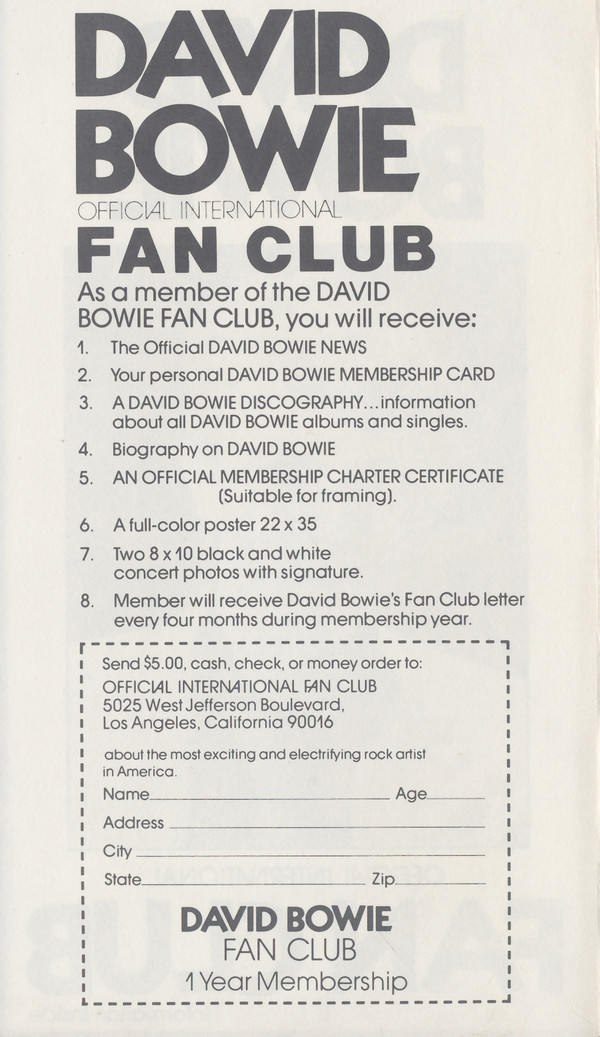 DAVID
BOWIE
OFFICIAL INTERNATIONAL
FAN CLUB
As a member of the DAVID
BOWIE FAN CLUB, you will receive:
1. The Official DAVID BOWIE NEWS
2. Your personal DAVID BOWIE MEMBERSHIP CARD
3. A DAVID BOWIE DISCOGRAPHY...information
about all DAVID BOWIE albums and singles.
4. Biography on DAVID BOWIE
5. AN OFFICIAL MEMBERSHIP CHARTER CERTIFICATE
(Suitable for framing).
6. A full-color poster 22 x 35
7. Two 8 x 10 black and white
concert photos with signature.
8. Member will receive David Bowie's Fan Club letter
every four months during membership year.
Send $5.00, cash, check, or money order to:
OFFICIAL INTERNATIONAL FAN CLUB
5025 West Jefferson Boulevard,
Los Angeles, California 90016
about the most exciting and electrifying rock artist
in America.
Name Age
Address
City
State Zip
DAVID BOWIE
FAN CLUB
1 Year Membership